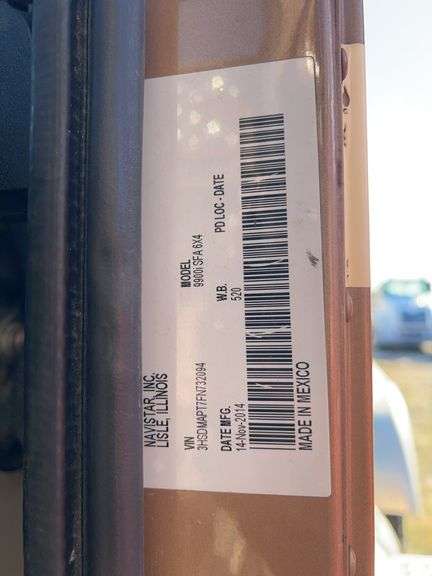 NAVISTAR, INC.
LISLE, ILLINOIS
VIN MODEL
3HSDMAPT7FN732094 9900i SFA 6X4
DATE MFG. W.B. PD LOC - DATE
14-Nov-2014 520
MADE IN MEXICO